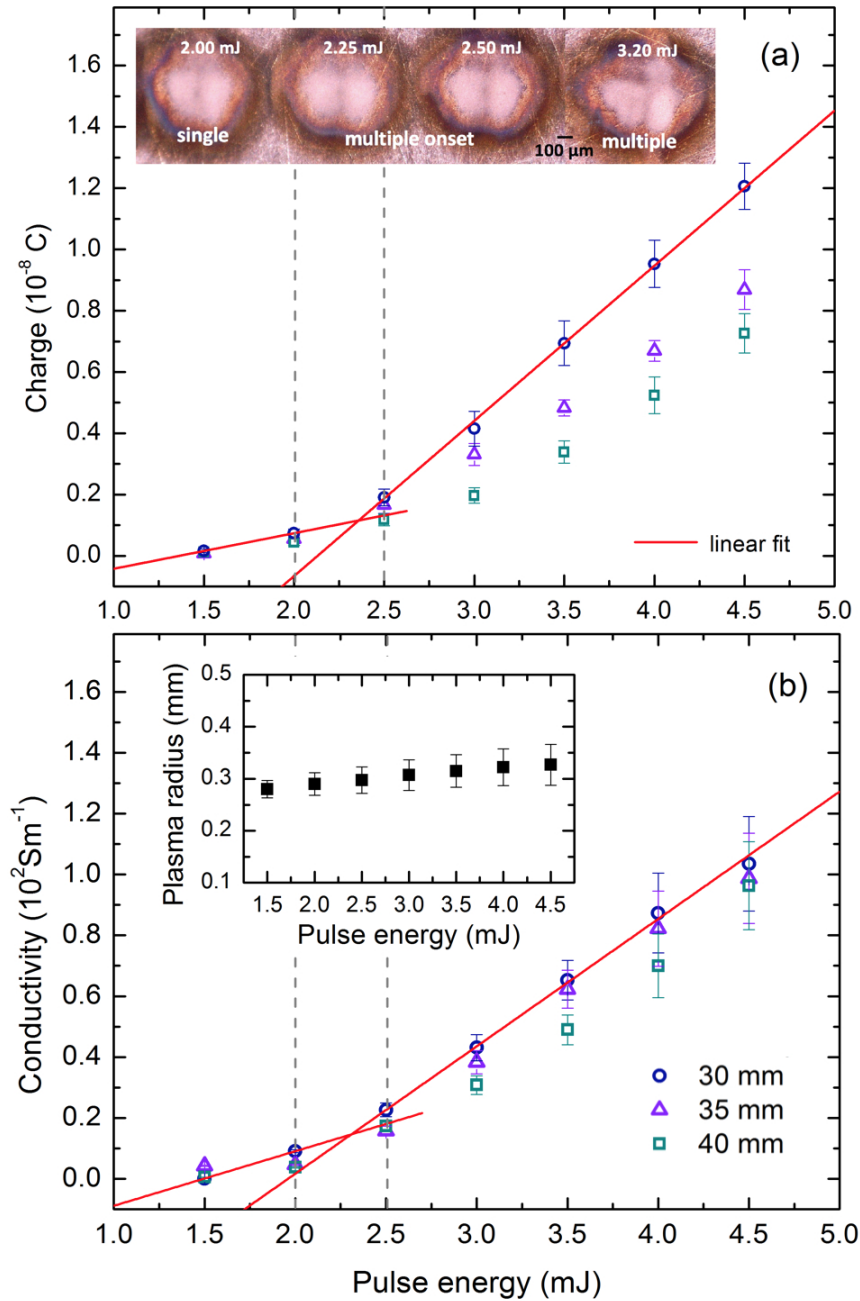 (a)
2.00 mJ 2.25 mJ 2.50 mJ 3.20 mJ
single multiple onset 100 µm multiple
1.6
1.4
1.2
1.0
0.8
0.6
0.4
0.2
0.0
Charge (10⁻⁸ C)
linear fit
1.0 1.5 2.0 2.5 3.0 3.5 4.0 4.5 5.0
(b)
1.6
1.4
1.2
1.0
0.8
0.6
0.4
0.2
0.0
Conductivity (10²Sm⁻¹)
0.5
0.4
0.3
0.3
0.1
Plasma radius (mm)
1.5 2.0 2.5 3.0 3.5 4.0 4.5
Pulse energy (mJ)
30 mm
35 mm
40 mm
1.0 1.5 2.0 2.5 3.0 3.5 4.0 4.5 5.0
Pulse energy (mJ)